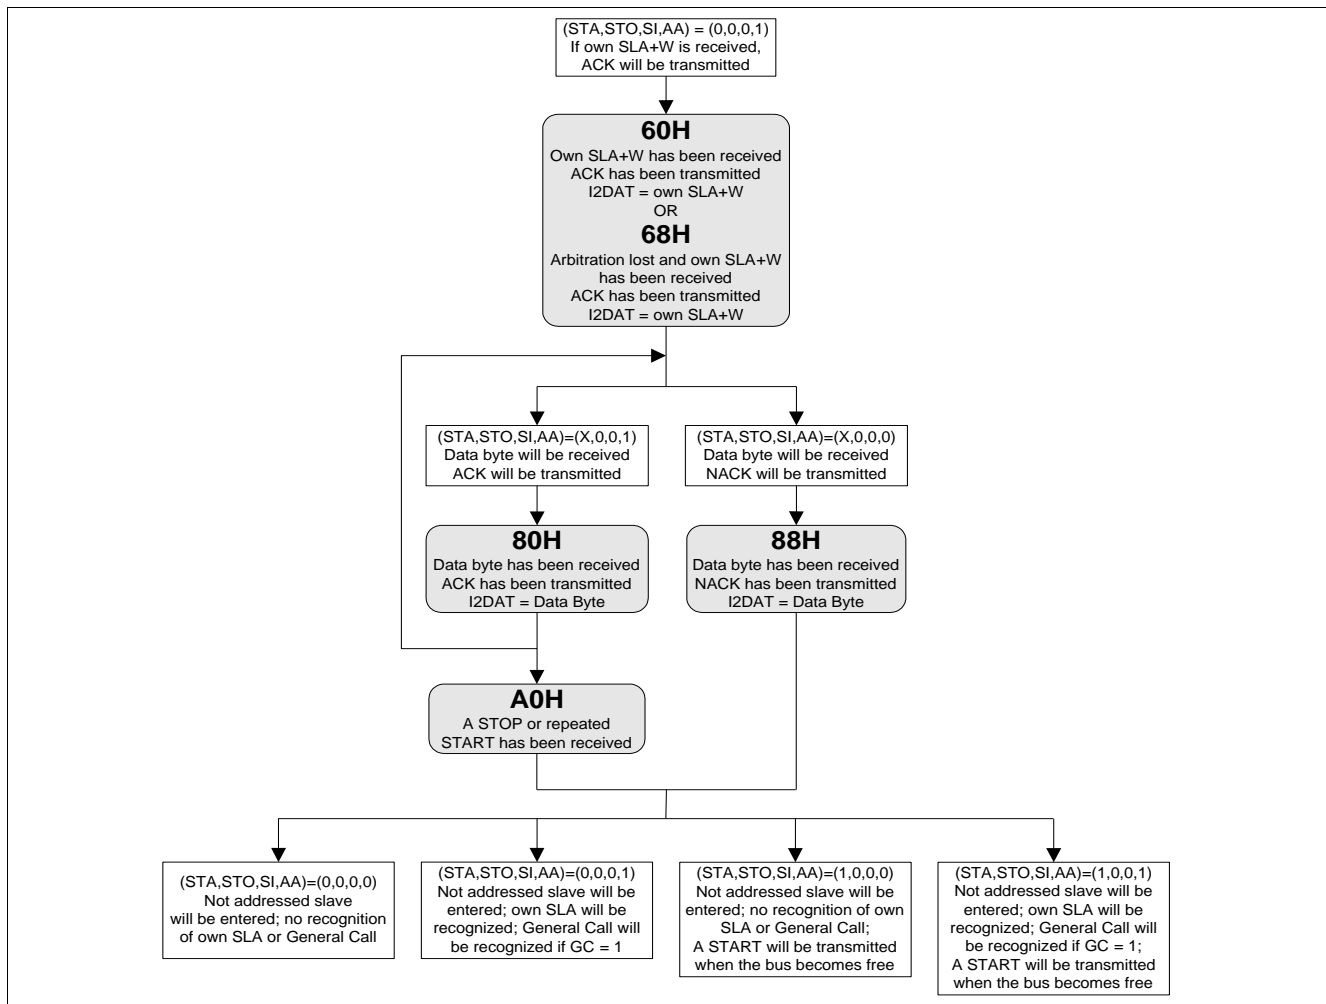 (STA,STO,SI,AA) = (0,0,0,1)
If own SLA+W is received,
ACK will be transmitted
60H
Own SLA+W has been received
ACK has been transmitted
I2DAT = own SLA+W
OR
68H
Arbitration lost and own SLA+W
has been received
ACK has been transmitted
I2DAT = own SLA+W
(STA,STO,SI,AA)=(X,0,0,1)
Data byte will be received
ACK will be transmitted
(STA,STO,SI,AA)=(X,0,0,0)
Data byte will be received
NACK will be transmitted
80H
Data byte has been received
ACK has been transmitted
I2DAT = Data Byte
88H
Data byte has been received
NACK has been transmitted
I2DAT = Data Byte
A0H
A STOP or repeated
START has been received
(STA,STO,SI,AA)=(0,0,0,0)
Not addressed slave
will be entered; no recognition
of own SLA or General Call
(STA,STO,SI,AA)=(0,0,0,1)
Not addressed slave will be
entered; own SLA will be
recognized; General Call will
be recognized if GC = 1
(STA,STO,SI,AA)=(1,0,0,0)
Not addressed slave will be
entered; no recognition of own
SLA or General Call;
A START will be transmitted
when the bus becomes free
(STA,STO,SI,AA)=(1,0,0,1)
Not addressed slave will be
entered; own SLA will be
recognized; General Call will
be recognized if GC = 1;
A START will be transmitted
when the bus becomes free